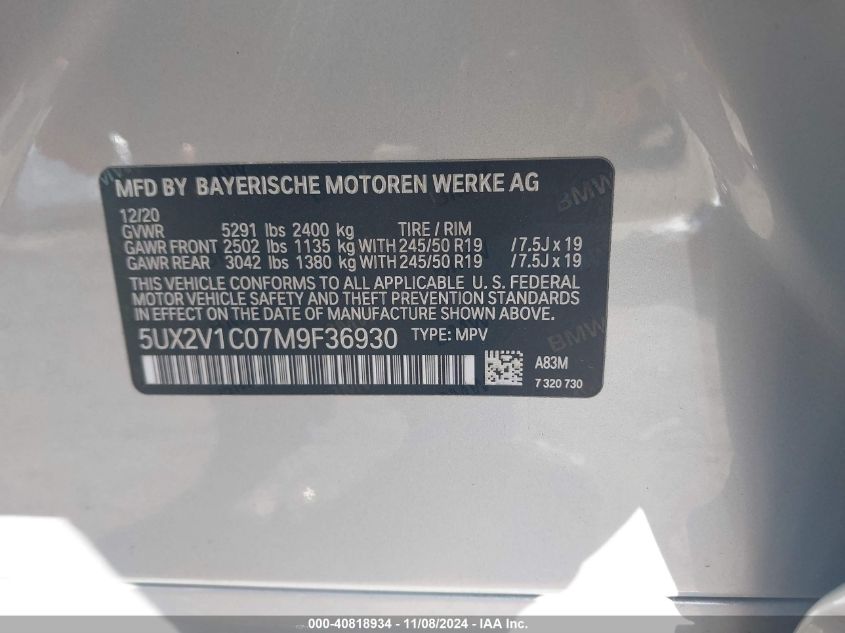 MFD BY BAYERISCHE MOTOREN WERKE AG
12/20
GVWR 5291 lbs 2400 kg TIRE / RIM
GAWR FRONT 2502 lbs 1135 kg WITH 245/50 R19 / 7.5J x 19
GAWR REAR 3042 lbs 1380 kg WITH 245/50 R19 / 7.5J x 19
THIS VEHICLE CONFORMS TO ALL APPLICABLE U. S. FEDERAL
MOTOR VEHICLE SAFETY AND THEFT PREVENTION STANDARDS
IN EFFECT ON THE DATE OF MANUFACTURE SHOWN ABOVE.
5UX2V1C07M9F36930 TYPE: MPV
A83M
7 320 730
BMW
BMW
000-40818934 - 11/08/2024 - IAA Inc.